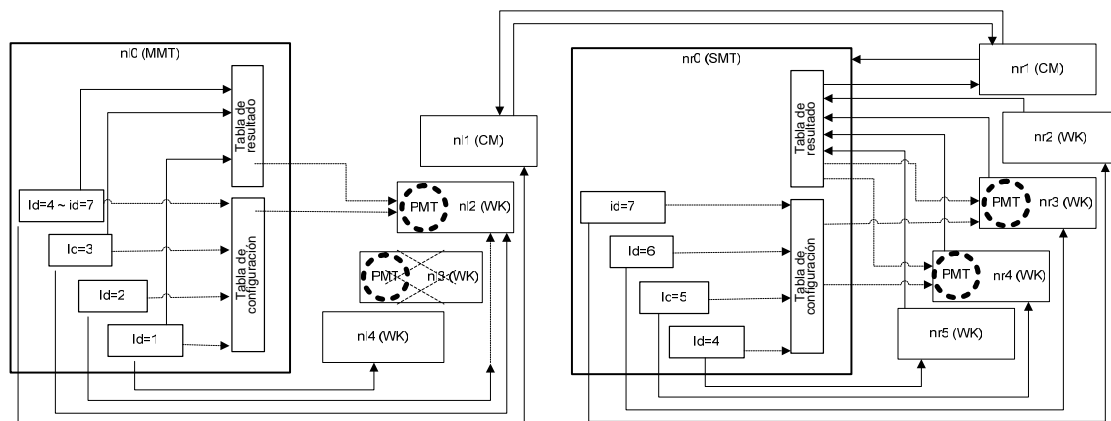 nl0 (MMT)
Tabla de
resultado
Tabla de
configuración
Id=4 ~ id=7
Id=3
Id=2
Id=1
nl1 (CM)
PMT
nl2 (WK)
PMT
nl3 (WK)
nl4 (WK)
nr0 (SMT)
Tabla de
resultado
Tabla de
configuración
id=7
Id=6
Id=5
Id=4
nr1 (CM)
nr2 (WK)
PMT
nr3 (WK)
PMT
nr4 (WK)
nr5 (WK)